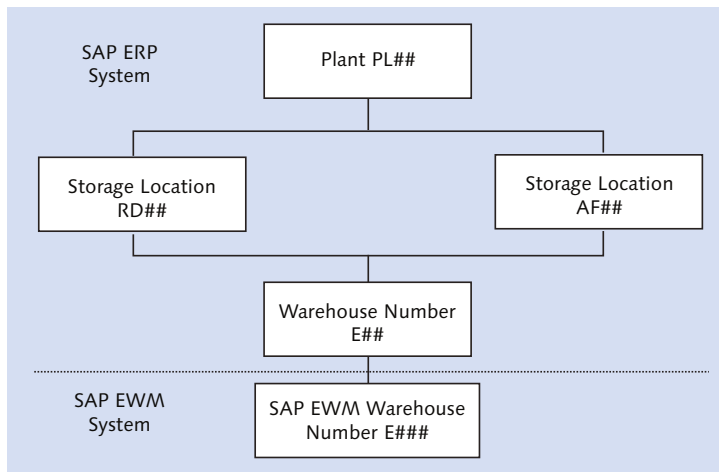 SAP ERP
System
Plant PL##
Storage Location
RD##
Storage Location
AF##
Warehouse Number
E##
SAP EWM
System
SAP EWM Warehouse
Number E###